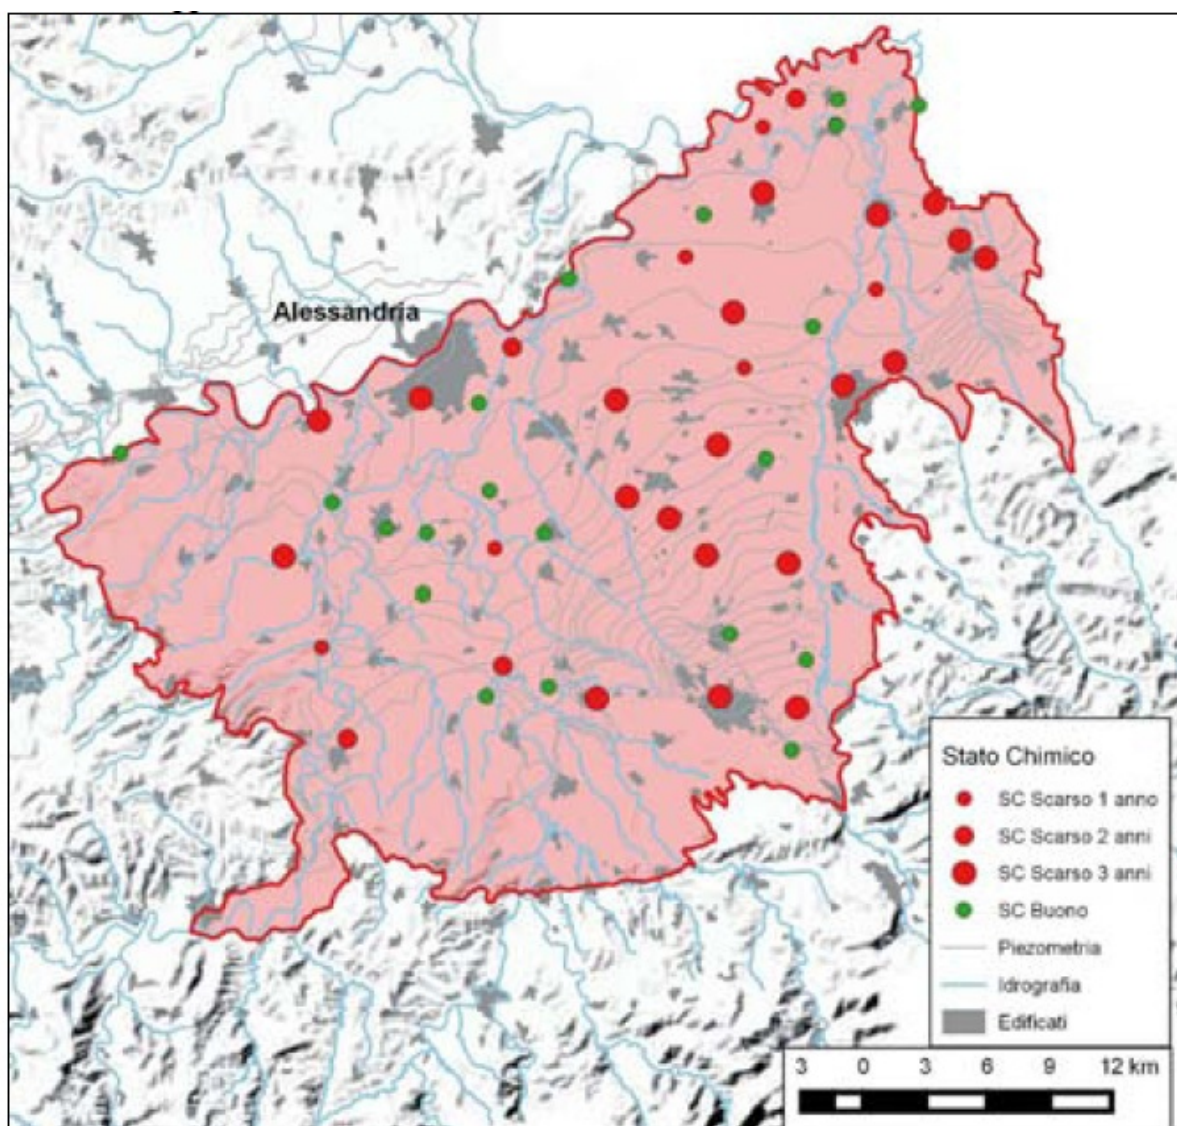 Alessandria
Stato Chimico
SC Scarso 1 anno
SC Scarso 2 anni
SC Scarso 3 anni
SC Buono
Piezometria
Idrografia
Edificati
3 0 3 6 9 12 km